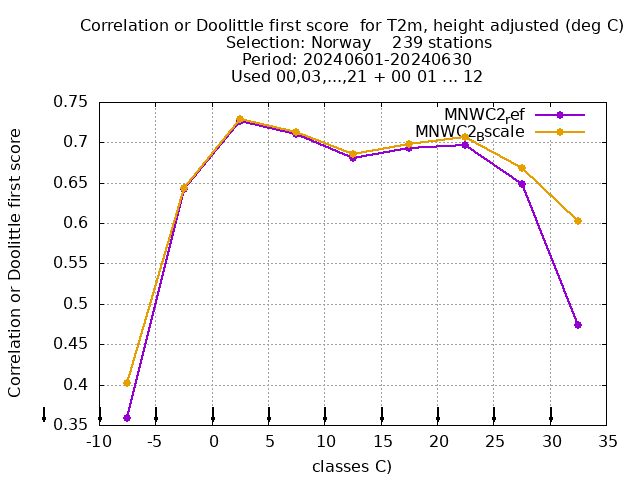 Correlation or Doolittle first score  for T2m, height adjusted (deg C)
Selection: Norway    239 stations
Period: 20240601-20240630
Used 00,03,...,21 + 00 01 ... 12
Correlation or Doolittle first score
0.75
0.7
0.65
0.6
0.55
0.5
0.45
0.4
0.35
MNWC2ref
MNWC2Bscale
-10 -5 0 5 10 15 20 25 30 35
classes C)